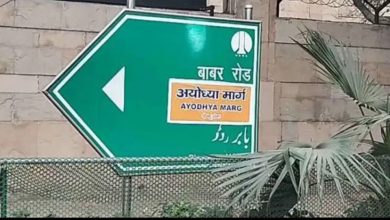 बाबर रोड
अयोध्या मार्ग
AYODHYA MARG
بابر روڈ